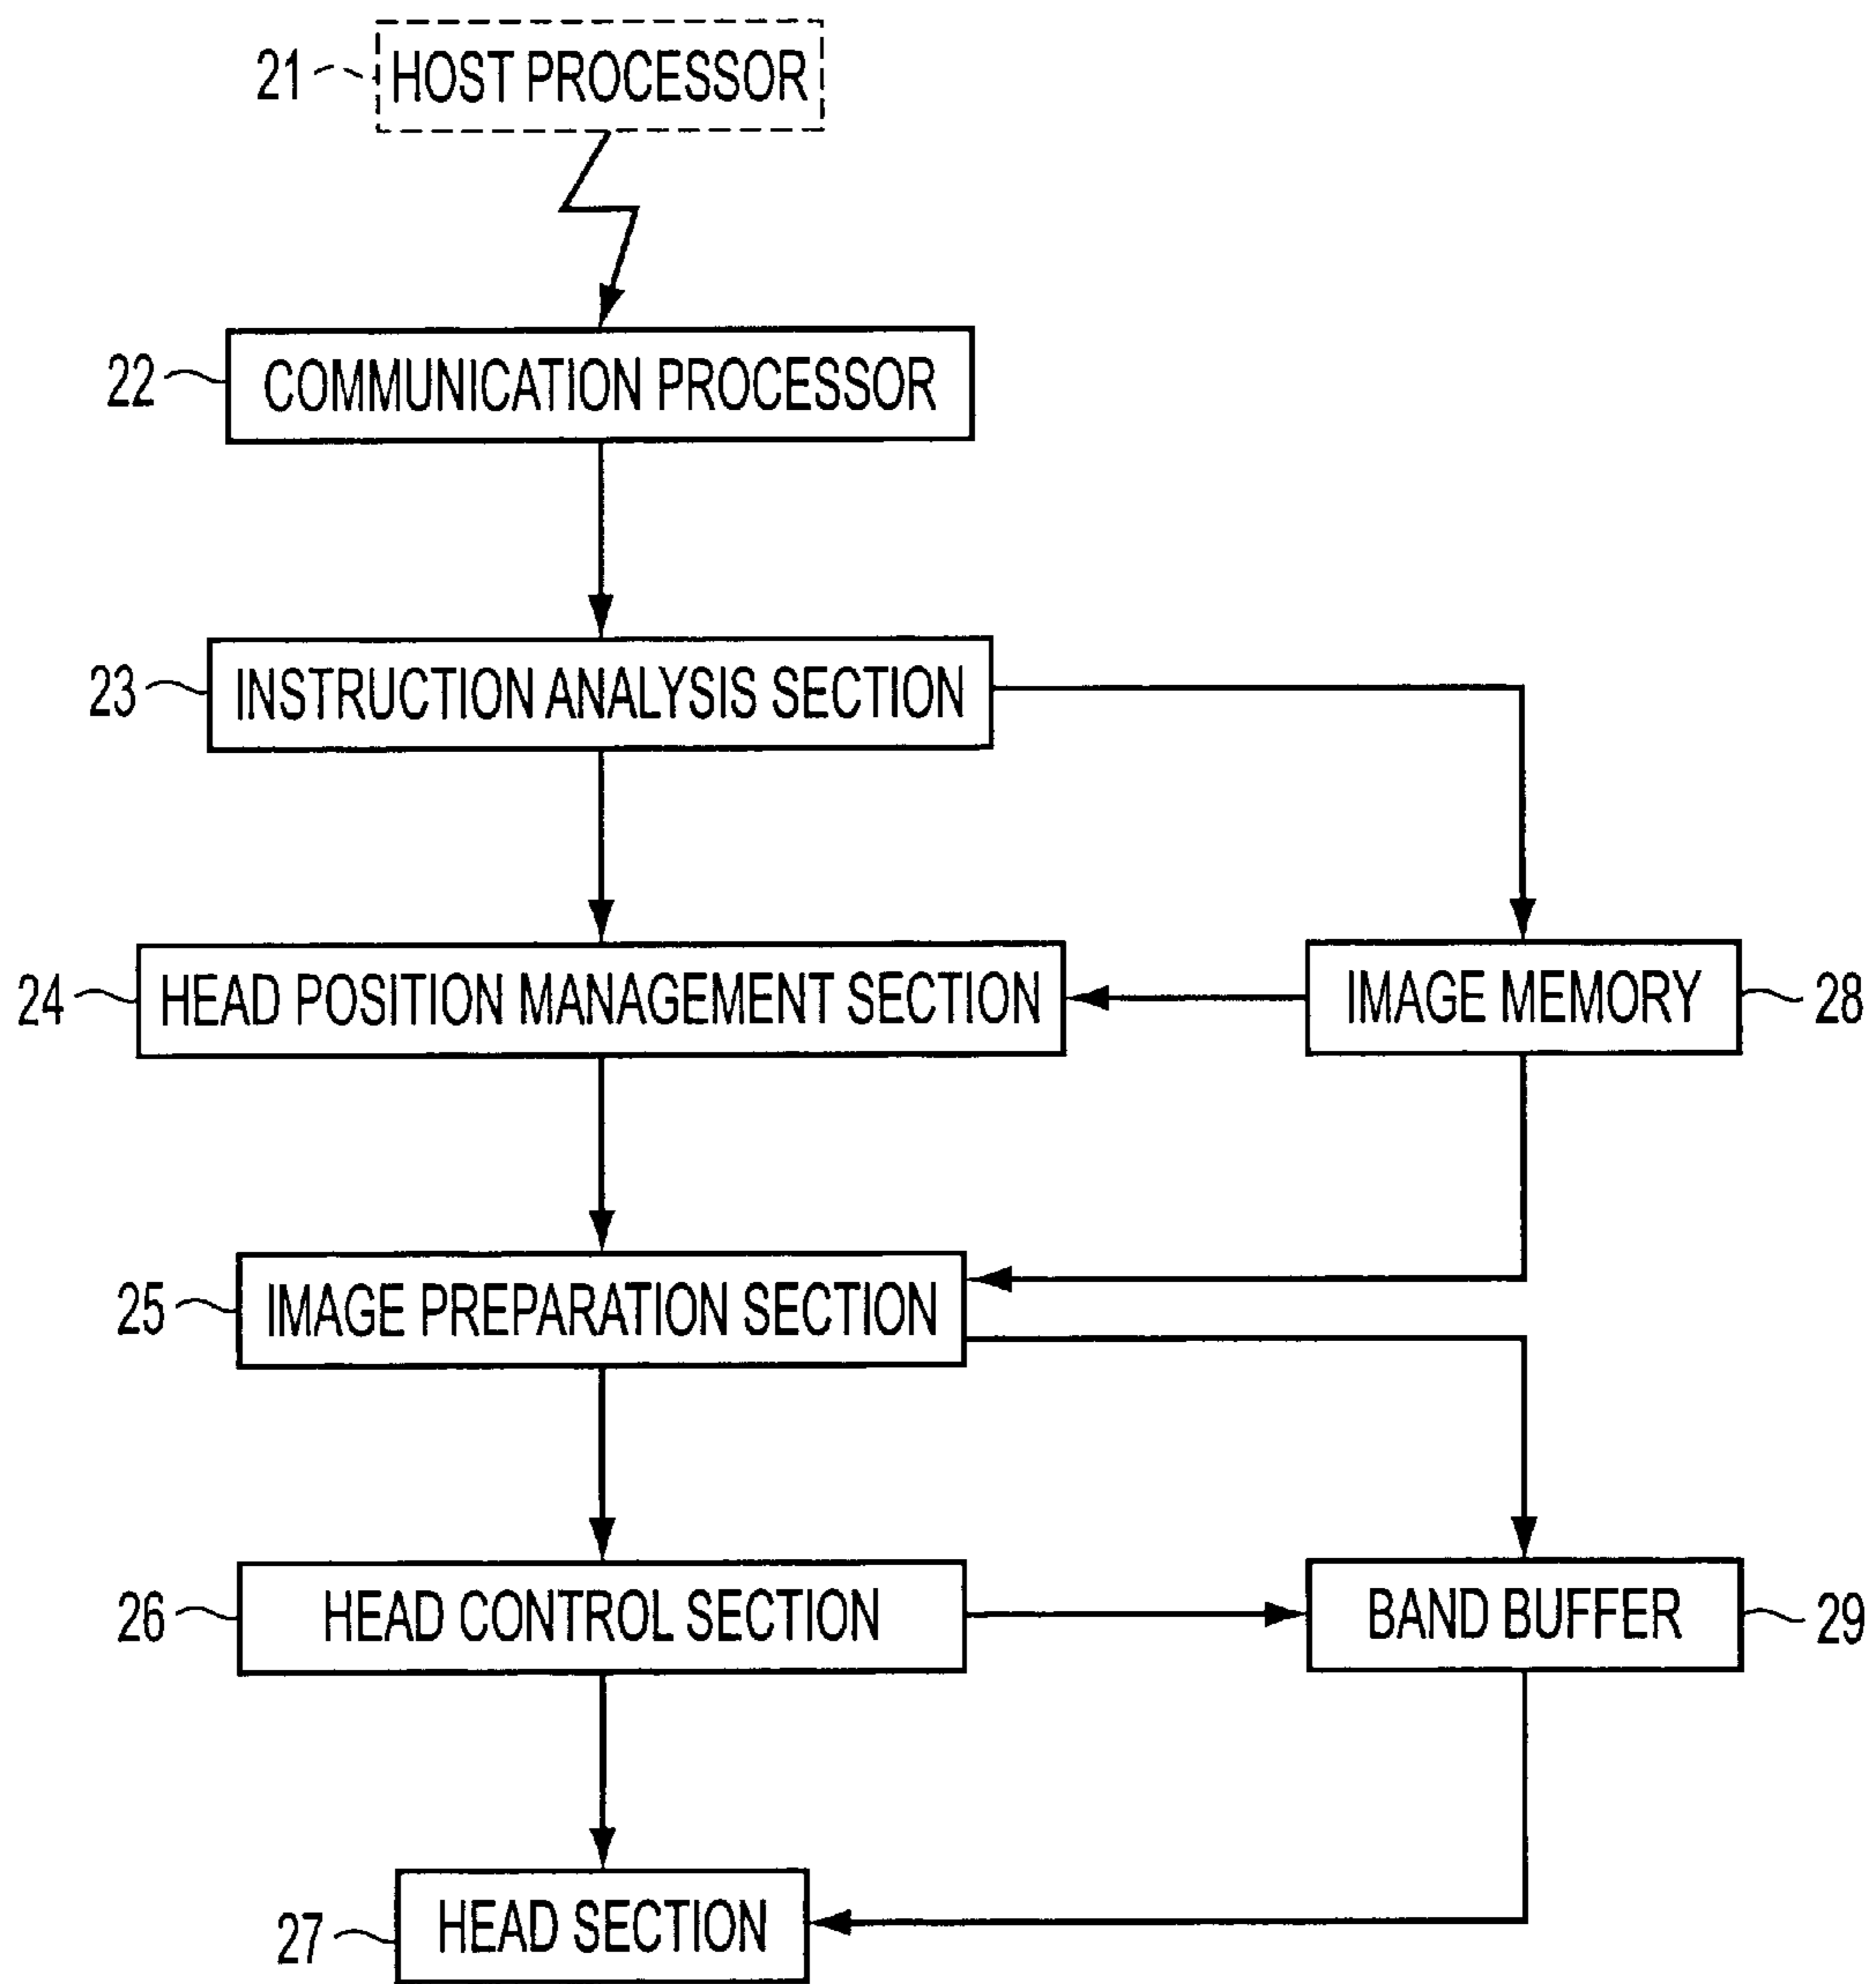 21 HOST PROCESSOR
22 COMMUNICATION PROCESSOR
23 INSTRUCTION ANALYSIS SECTION
24 HEAD POSITION MANAGEMENT SECTION
IMAGE MEMORY 28
25 IMAGE PREPARATION SECTION
26 HEAD CONTROL SECTION
BAND BUFFER 29
27 HEAD SECTION